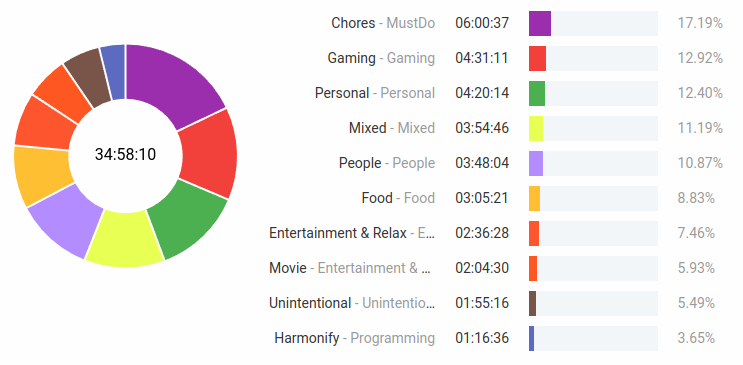 34:58:10
Chores - MustDo 06:00:37 17.19%
Gaming - Gaming 04:31:11 12.92%
Personal - Personal 04:20:14 12.40%
Mixed - Mixed 03:54:46 11.19%
People - People 03:48:04 10.87%
Food - Food 03:05:21 8.83%
Entertainment & Relax - E... 02:36:28 7.46%
Movie - Entertainment & ... 02:04:30 5.93%
Unintentional - Unintentio... 01:55:16 5.49%
Harmonify - Programming 01:16:36 3.65%